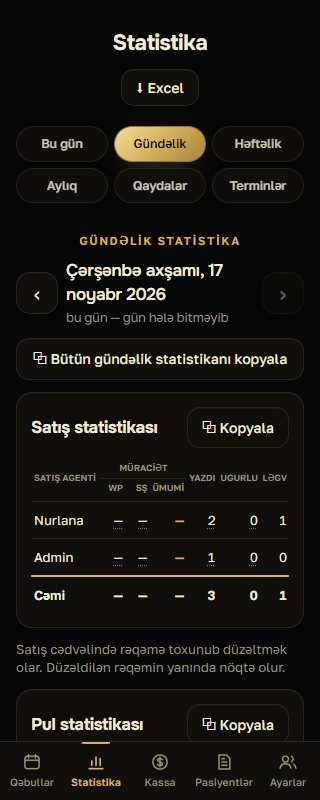 Statistika
⬇ Excel
Bu gün
Gündəlik
Həftəlik
Aylıq
Qaydalar
Terminlər
GÜNDƏLİK STATİSTİKA
‹
Çərşənbə axşamı, 17
noyabr 2026
bu gün — gün hələ bitməyib
›
Bütün gündəlik statistikanı kopyala
Satış statistikası
Kopyala
MÜRACİƏT
SATIŞ AGENTİ WP SŞ ÜMUMİ YAZDI UĞURLU LƏĞV
Nurlana — — — 2 0 1
Admin — — — 1 0 0
Cəmi — — — 3 0 1
Satış cədvəlində rəqəmə toxunub düzəltmək
olar. Düzəldilən rəqəmin yanında nöqtə olur.
Pul statistikası
Kopyala
Qəbullar
Statistika
Kassa
Pasiyentlər
Ayarlar